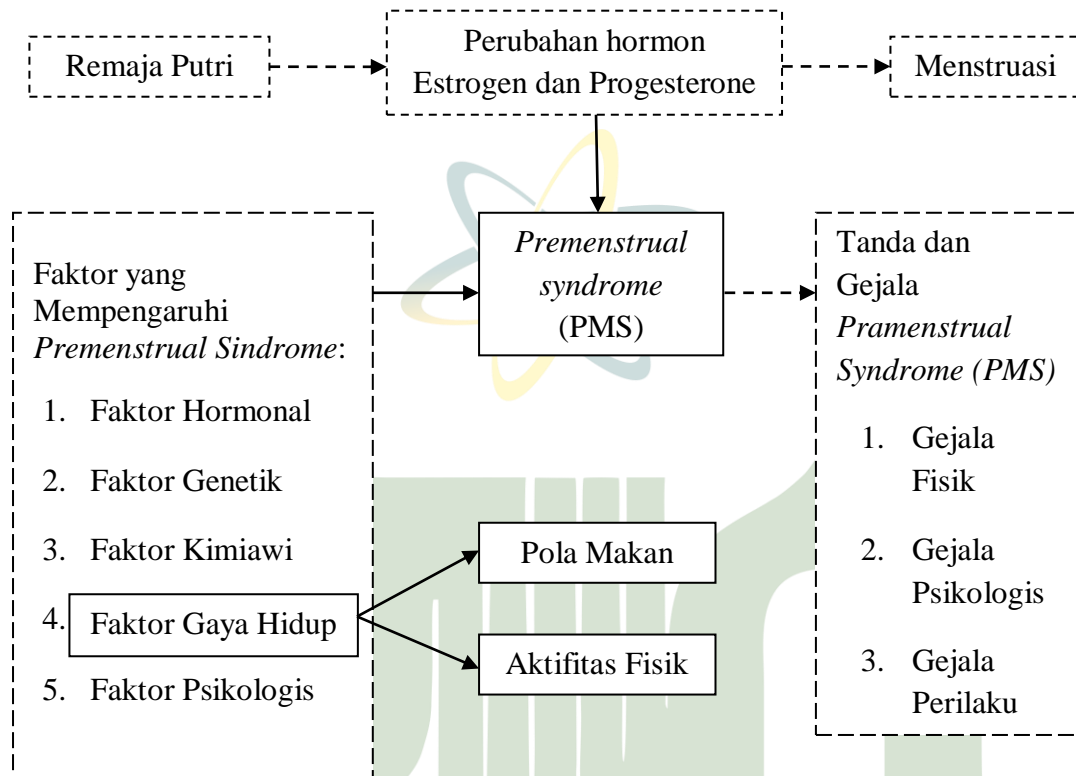 Remaja Putri
Perubahan hormon
Estrogen dan Progesterone
Menstruasi
Faktor yang
Mempengaruhi
Premenstrual Sindrome:
1. Faktor Hormonal
2. Faktor Genetik
3. Faktor Kimiawi
4. Faktor Gaya Hidup
5. Faktor Psikologis
Premenstrual
syndrome
(PMS)
Pola Makan
Aktifitas Fisik
Tanda dan
Gejala
Pramenstrual
Syndrome (PMS)
1. Gejala
Fisik
2. Gejala
Psikologis
3. Gejala
Perilaku